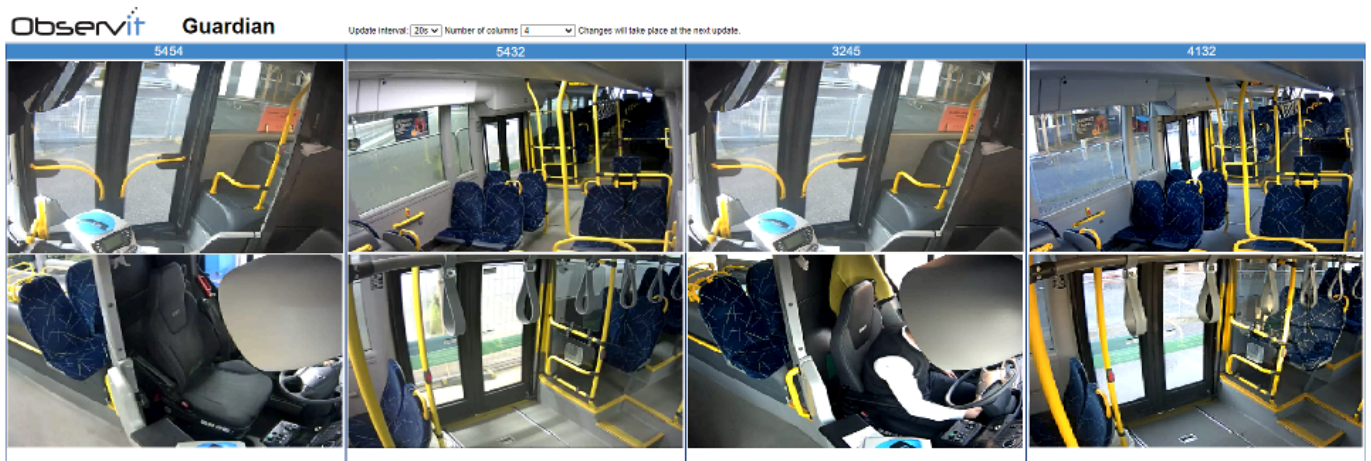 Observit
Guardian
Update interval: 20s Number of columns 4 Changes will take place at the next update.
5454 5432 3245 4132